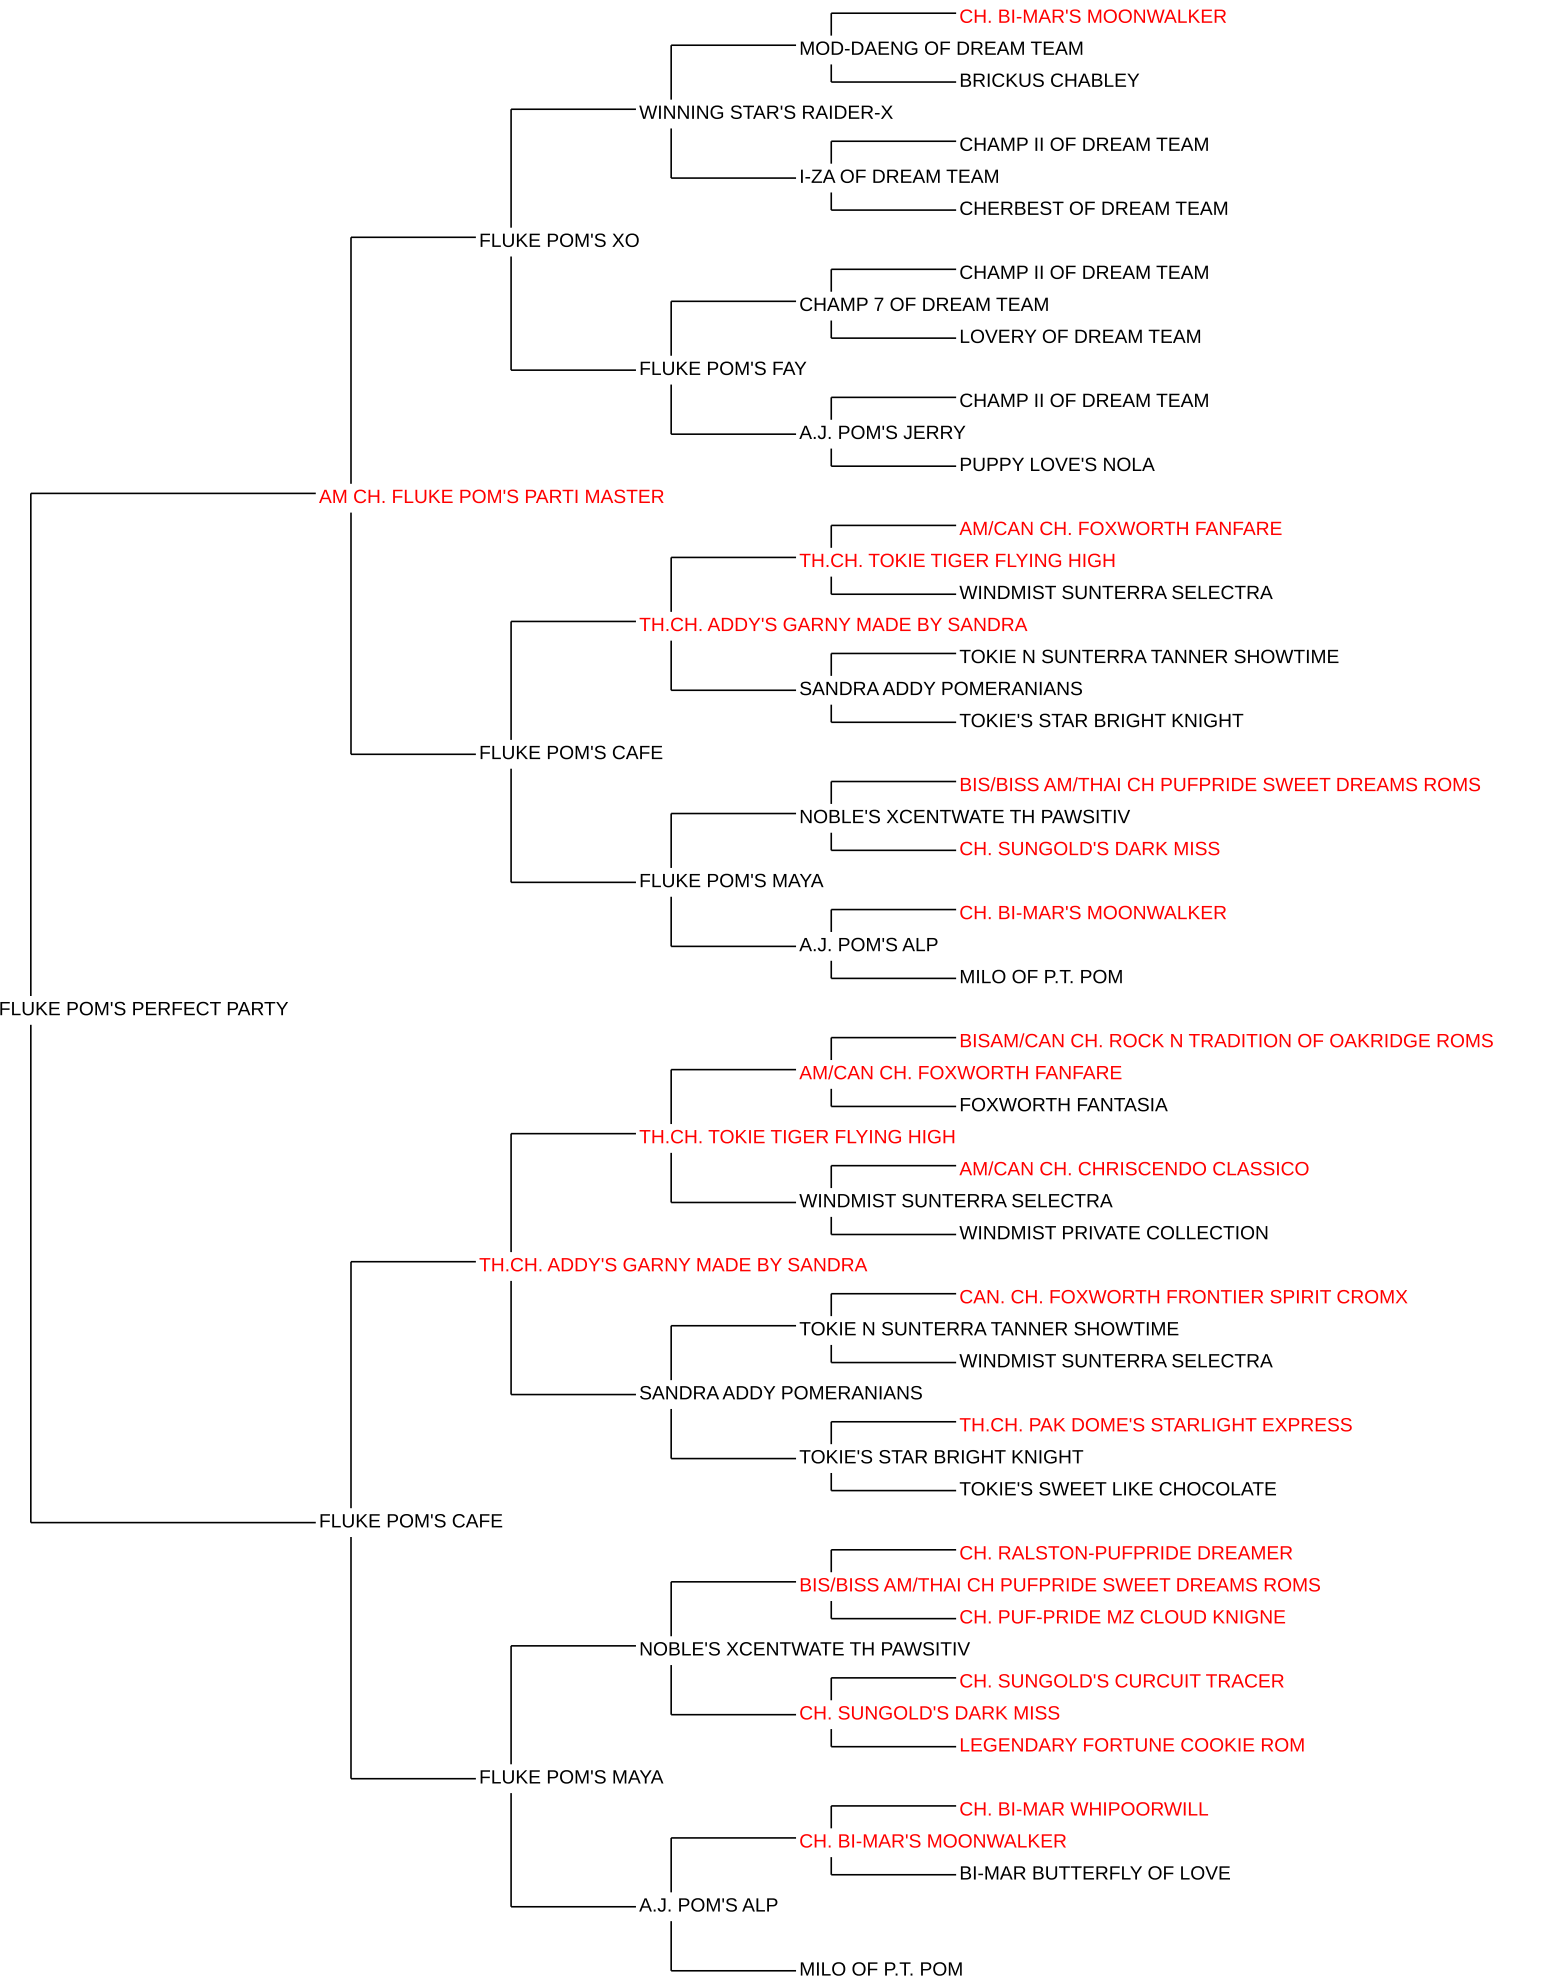 CH. BI-MAR'S MOONWALKER
MOD-DAENG OF DREAM TEAM
BRICKUS CHABLEY
WINNING STAR'S RAIDER-X
CHAMP II OF DREAM TEAM
I-ZA OF DREAM TEAM
CHERBEST OF DREAM TEAM
FLUKE POM'S XO
CHAMP II OF DREAM TEAM
CHAMP 7 OF DREAM TEAM
LOVERY OF DREAM TEAM
FLUKE POM'S FAY
CHAMP II OF DREAM TEAM
A.J. POM'S JERRY
PUPPY LOVE'S NOLA
AM CH. FLUKE POM'S PARTI MASTER
AM/CAN CH. FOXWORTH FANFARE
TH.CH. TOKIE TIGER FLYING HIGH
WINDMIST SUNTERRA SELECTRA
TH.CH. ADDY'S GARNY MADE BY SANDRA
TOKIE N SUNTERRA TANNER SHOWTIME
SANDRA ADDY POMERANIANS
TOKIE'S STAR BRIGHT KNIGHT
FLUKE POM'S CAFE
BIS/BISS AM/THAI CH PUFPRIDE SWEET DREAMS ROMS
NOBLE'S XCENTWATE TH PAWSITIV
CH. SUNGOLD'S DARK MISS
FLUKE POM'S MAYA
CH. BI-MAR'S MOONWALKER
A.J. POM'S ALP
MILO OF P.T. POM
FLUKE POM'S PERFECT PARTY
BISAM/CAN CH. ROCK N TRADITION OF OAKRIDGE ROMS
AM/CAN CH. FOXWORTH FANFARE
FOXWORTH FANTASIA
TH.CH. TOKIE TIGER FLYING HIGH
AM/CAN CH. CHRISCENDO CLASSICO
WINDMIST SUNTERRA SELECTRA
WINDMIST PRIVATE COLLECTION
TH.CH. ADDY'S GARNY MADE BY SANDRA
CAN. CH. FOXWORTH FRONTIER SPIRIT CROMX
TOKIE N SUNTERRA TANNER SHOWTIME
WINDMIST SUNTERRA SELECTRA
SANDRA ADDY POMERANIANS
TH.CH. PAK DOME'S STARLIGHT EXPRESS
TOKIE'S STAR BRIGHT KNIGHT
TOKIE'S SWEET LIKE CHOCOLATE
FLUKE POM'S CAFE
CH. RALSTON-PUFPRIDE DREAMER
BIS/BISS AM/THAI CH PUFPRIDE SWEET DREAMS ROMS
CH. PUF-PRIDE MZ CLOUD KNIGNE
NOBLE'S XCENTWATE TH PAWSITIV
CH. SUNGOLD'S CURCUIT TRACER
CH. SUNGOLD'S DARK MISS
LEGENDARY FORTUNE COOKIE ROM
FLUKE POM'S MAYA
CH. BI-MAR WHIPOORWILL
CH. BI-MAR'S MOONWALKER
BI-MAR BUTTERFLY OF LOVE
A.J. POM'S ALP
MILO OF P.T. POM